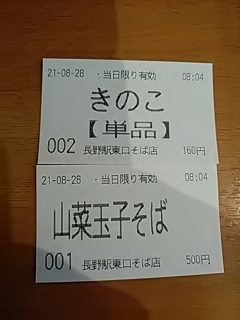 21-08-28 ・当日限り有効 08:04
きのこ
【単品】
002 長野駅東口そば店 160円
21-08-28 ・当日限り有効 08:04
山菜玉子そば
001 長野駅東口そば店 500円